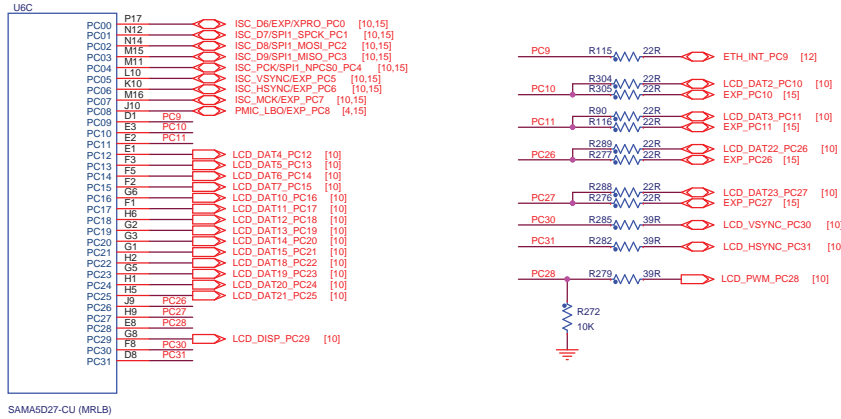 U6C
PC00 P17 ISC_D6/EXP/XPRO_PC0 [10,15]
PC01 N12 ISC_D7/SPI1_SPCK_PC1 [10,15]
PC02 N14 ISC_D8/SPI1_MOSI_PC2 [10,15]
PC03 M15 ISC_D9/SPI1_MISO_PC3 [10,15]
PC04 M11 ISC_PCK/SPI1_NPCS0_PC4 [10,15]
PC05 L10 ISC_VSYNC/EXP_PC5 [10,15]
PC06 K10 ISC_HSYNC/EXP_PC6 [10,15]
PC07 M16 ISC_MCK/EXP_PC7 [10,15]
PC08 J10 PMIC_LBO/EXP_PC8 [4,15]
PC09 D1 PC9
PC10 E3 PC10
PC11 E2 PC11
PC12 E1 LCD_DAT4_PC12 [10]
PC13 F3 LCD_DAT5_PC13 [10]
PC14 F5 LCD_DAT6_PC14 [10]
PC15 F2 LCD_DAT7_PC15 [10]
PC16 G6 LCD_DAT10_PC16 [10]
PC17 F1 LCD_DAT11_PC17 [10]
PC18 H6 LCD_DAT12_PC18 [10]
PC19 G2 LCD_DAT13_PC19 [10]
PC20 G3 LCD_DAT14_PC20 [10]
PC21 G1 LCD_DAT15_PC21 [10]
PC22 H2 LCD_DAT18_PC22 [10]
PC23 G5 LCD_DAT19_PC23 [10]
PC24 H1 LCD_DAT20_PC24 [10]
PC25 H5 LCD_DAT21_PC25 [10]
PC26 J9 PC26
PC27 H9 PC27
PC28 E8 PC28
PC29 G8 LCD_DISP_PC29 [10]
PC30 F8 PC30
PC31 D8 PC31
SAMA5D27-CU (MRLB)
PC9 R115 22R ETH_INT_PC9 [12]
R304 22R LCD_DAT2_PC10 [10]
PC10 R305 22R EXP_PC10 [15]
R90 22R LCD_DAT3_PC11 [10]
PC11 R116 22R EXP_PC11 [15]
R289 22R LCD_DAT22_PC26 [10]
PC26 R277 22R EXP_PC26 [15]
R288 22R LCD_DAT23_PC27 [10]
PC27 R276 22R EXP_PC27 [15]
PC30 R285 39R LCD_VSYNC_PC30 [10]
PC31 R282 39R LCD_HSYNC_PC31 [10
PC28 R279 39R LCD_PWM_PC28 [10]
R272
10K